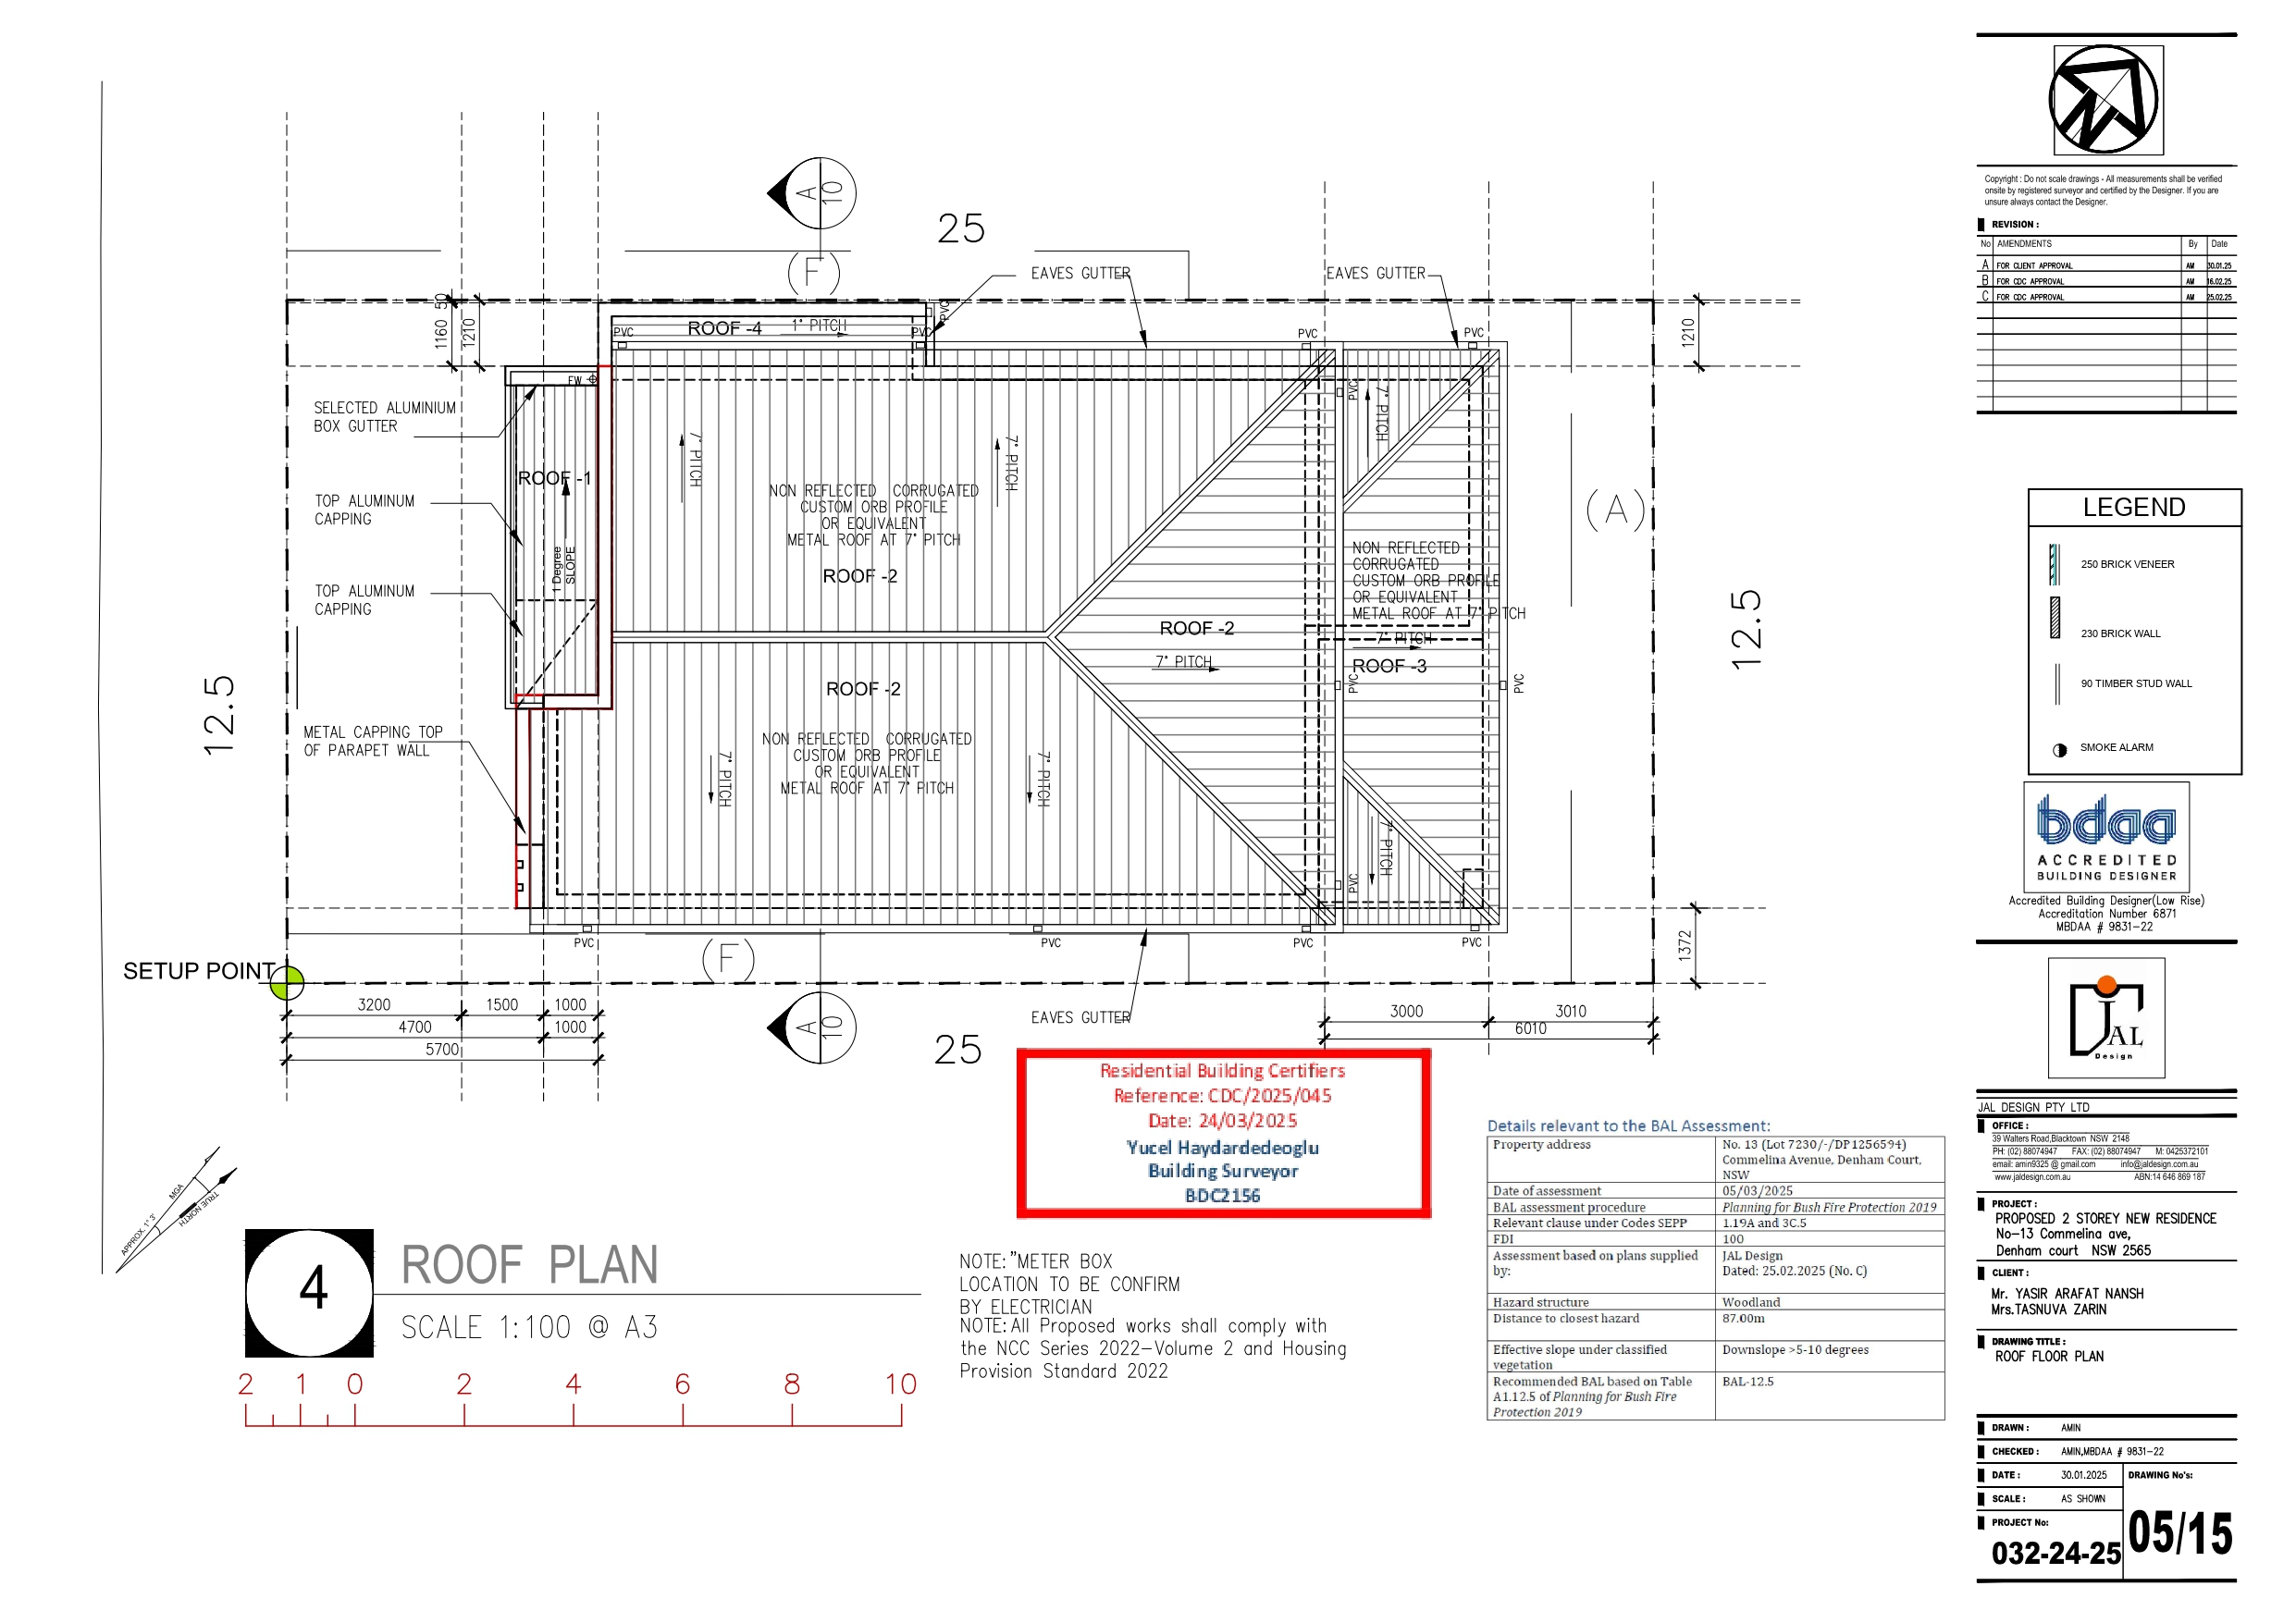 A
10
25
(F)
EAVES GUTTER
EAVES GUTTER
50
1160
1210
1210
PVC
ROOF -4
1° PITCH
PVC
PVC
PVC
PVC
FW
SELECTED ALUMINIUM
BOX GUTTER
7° PITCH
7° PITCH
PVC
7° PITCH
ROOF -1
TOP ALUMINUM
CAPPING
NON REFLECTED CORRUGATED
CUSTOM ORB PROFILE
OR EQUIVALENT
METAL ROOF AT 7° PITCH
(A)
NON REFLECTED
CORRUGATED
CUSTOM ORB PROFILE
OR EQUIVALENT
METAL ROOF AT 7° PITCH
1 Degree
SLOPE
ROOF -2
TOP ALUMINUM
CAPPING
12.5
12.5
ROOF -2
7° PITCH
7° PITCH
ROOF -3
PVC
PVC
ROOF -2
METAL CAPPING TOP
OF PARAPET WALL
NON REFLECTED CORRUGATED
CUSTOM ORB PROFILE
OR EQUIVALENT
METAL ROOF AT 7° PITCH
7° PITCH
7° PITCH
7° PITCH
PVC
PVC
PVC
PVC
PVC
1372
(F)
SETUP POINT
3200
1500
1000
4700
1000
5700
A
10
EAVES GUTTER
25
3000
3010
6010
Residential Building Certifiers
Reference: CDC/2025/045
Date: 24/03/2025
Yucel Haydardedeoglu
Building Surveyor
BDC2156
Details relevant to the BAL Assessment:
Property address No. 13 (Lot 7230/-/DP1256594)
Commelina Avenue, Denham Court,
NSW
Date of assessment 05/03/2025
BAL assessment procedure Planning for Bush Fire Protection 2019
Relevant clause under Codes SEPP 1.19A and 3C.5
FDI 100
Assessment based on plans supplied JAL Design
by: Dated: 25.02.2025 (No. C)
Hazard structure Woodland
Distance to closest hazard 87.00m
Effective slope under classified Downslope >5-10 degrees
vegetation
Recommended BAL based on Table BAL-12.5
A1.12.5 of Planning for Bush Fire
Protection 2019
MGA
TRUE NORTH
APPROX. 1° 3'
4
ROOF PLAN
SCALE 1:100 @ A3
2 1 0 2 4 6 8 10
NOTE:"METER BOX
LOCATION TO BE CONFIRM
BY ELECTRICIAN
NOTE:All Proposed works shall comply with
the NCC Series 2022-Volume 2 and Housing
Provision Standard 2022
N
Copyright : Do not scale drawings - All measurements shall be verified
onsite by registered surveyor and certified by the Designer. If you are
unsure always contact the Designer.
REVISION :
No AMENDMENTS By Date
A FOR CLIENT APPROVAL AM 30.01.25
B FOR CDC APPROVAL AM 16.02.25
C FOR CDC APPROVAL AM 25.02.25
LEGEND
250 BRICK VENEER
230 BRICK WALL
90 TIMBER STUD WALL
SMOKE ALARM
bdaa
ACCREDITED
BUILDING DESIGNER
Accredited Building Designer(Low Rise)
Accreditation Number 6871
MBDAA # 9831-22
JAL
Design
JAL DESIGN PTY LTD
OFFICE :
39 Walters Road,Blacktown NSW 2148
PH: (02) 88074947 FAX: (02) 88074947 M: 0425372101
email: amin9325 @ gmail.com info@jaldesign.com.au
www.jaldesign.com.au ABN:14 646 869 187
PROJECT :
PROPOSED 2 STOREY NEW RESIDENCE
No-13 Commelina ave,
Denham court NSW 2565
CLIENT :
Mr. YASIR ARAFAT NANSH
Mrs.TASNUVA ZARIN
DRAWING TITLE :
ROOF FLOOR PLAN
DRAWN : AMIN
CHECKED : AMIN,MBDAA # 9831-22
DATE : 30.01.2025
DRAWING No's:
SCALE : AS SHOWN
PROJECT No:
032-24-25
05/15